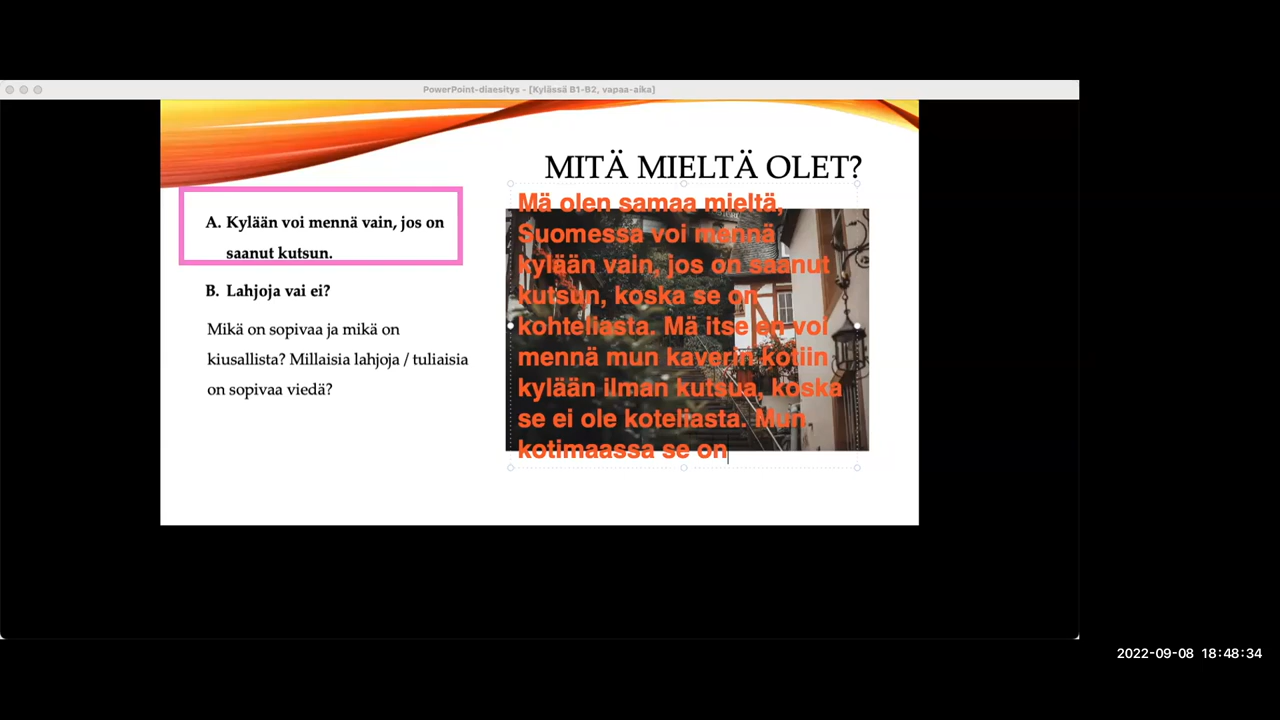 PowerPoint-diaesitys - [Kylässä B1-B2, vapaa-aika]
MITÄ MIELTÄ OLET?
A. Kylään voi mennä vain, jos on
saanut kutsun.
B. Lahjoja vai ei?
Mikä on sopivaa ja mikä on
kiusallista? Millaisia lahjoja / tuliaisia
on sopivaa viedä?
Mä olen samaa mieltä,
Suomessa voi mennä
kylään vain, jos on saanut
kutsun, koska se on
kohteliasta. Mä itse en voi
mennä mun kaverin kotiin
kylään ilman kutsua, koska
se ei ole koteliasta. Mun
kotimaassa se on
2022-09-08 18:48:34